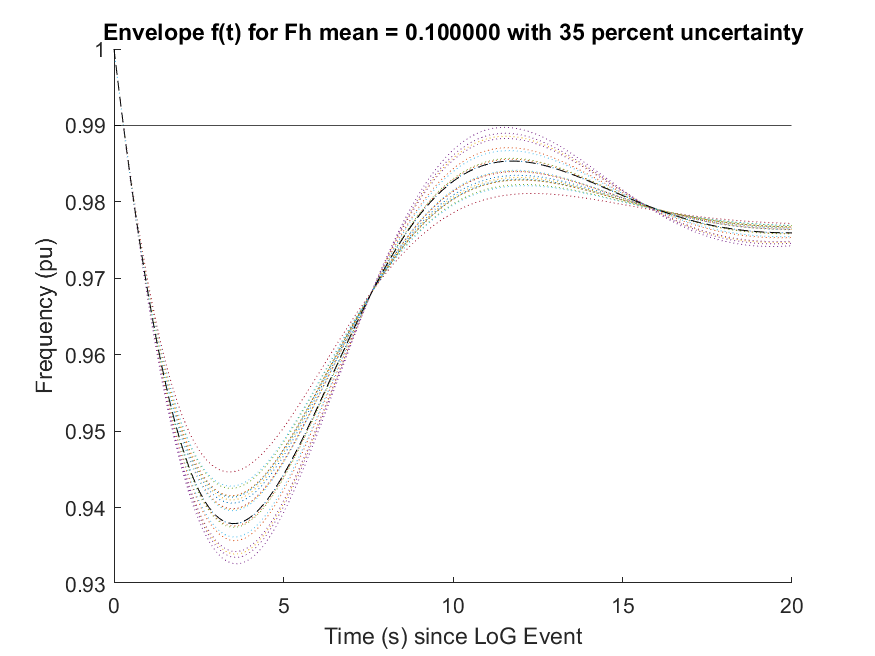 Envelope f(t) for Fh mean = 0.100000 with 35 percent uncertainty
1
0.99
0.98
0.97
0.96
0.95
0.94
0.93
Frequency (pu)
0 5 10 15 20
Time (s) since LoG Event